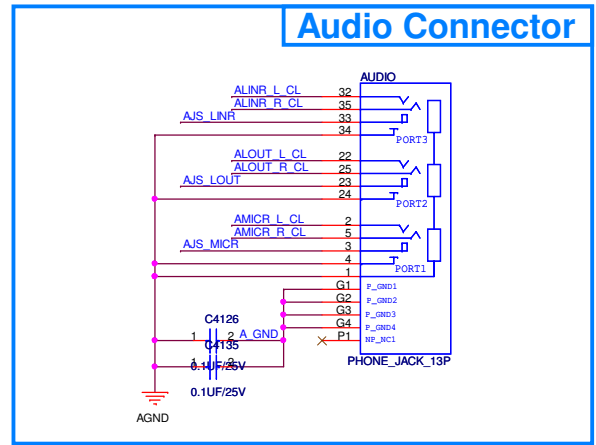 Audio Connector
AUDIO
ALINR_L_CL 32
ALINR_R_CL 35
AJS_LINR 33
34
PORT3
ALOUT_L_CL 22
ALOUT_R_CL 25
AJS_LOUT 23
24
PORT2
AMICR_L_CL 2
AMICR_R_CL 5
AJS_MICR 3
4
PORT1
1
G1 P_GND1
G2 P_GND2
G3 P_GND3
G4 P_GND4
P1 NP_NC1
C4126
1 2 A_GND
C4135
1 2
0.1UF/25V
0.1UF/25V
PHONE_JACK_13P
AGND